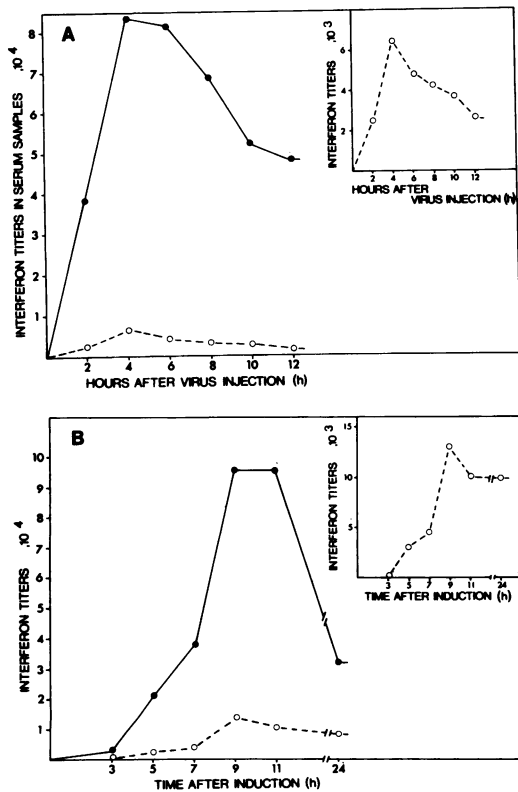 A
INTERFERON TITERS IN SERUM SAMPLES ,10 4
8
7
6
5
4
3
2
1
2 4 6 8 10 12
HOURS AFTER VIRUS INJECTION (h)
INTERFERON TITERS ,10 3
6
4
2
2 4 6 8 10 12
HOURS AFTER
VIRUS INJECTION (h)
B
INTERFERON TITERS ,10 4
10
9
8
7
6
5
4
3
2
1
3 5 7 9 11 24
TIME AFTER INDUCTION (h)
INTERFERON TITERS ,10 3
15
10
5
3 5 7 9 11 24
TIME AFTER INDUCTION (h)